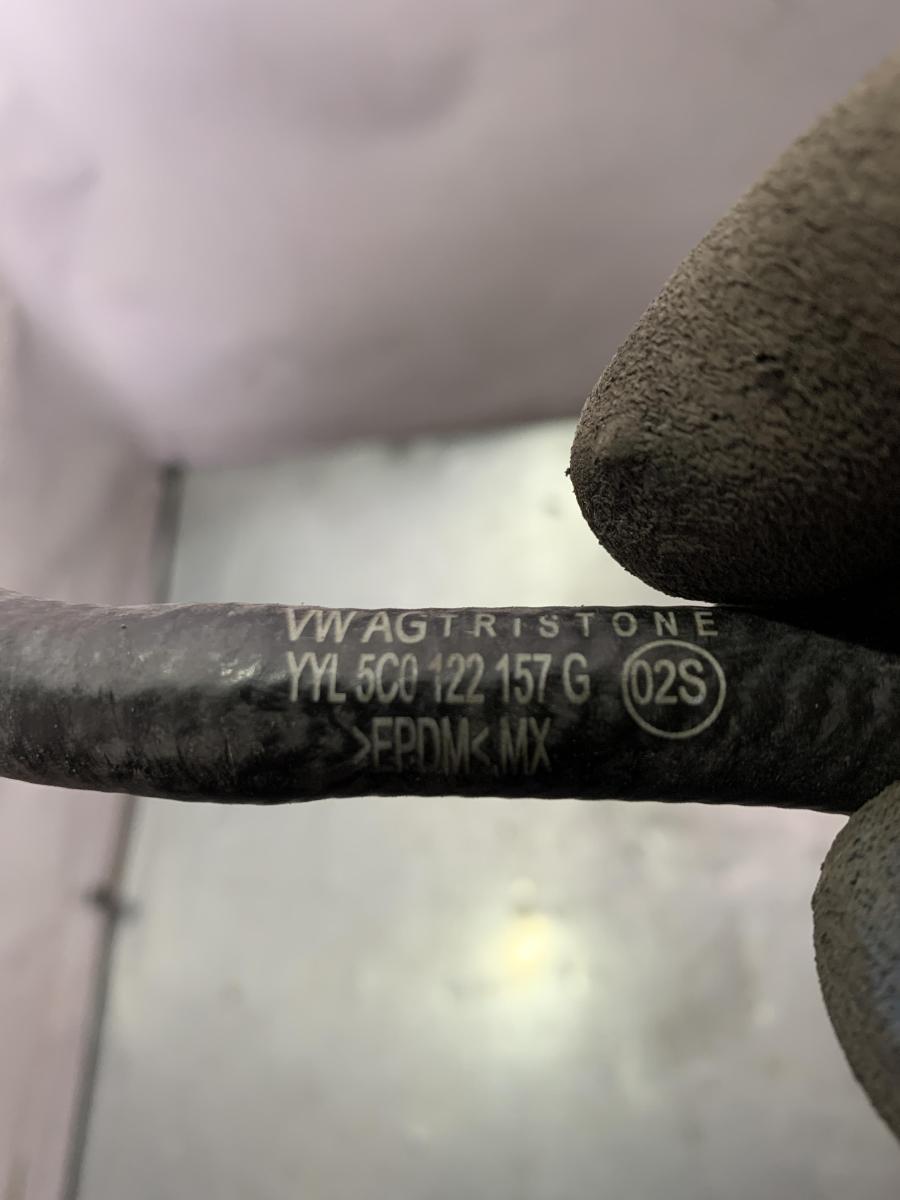 VW AG TRISTONE
YYL 5C0 122 157 G 02S
>EPDM< MX